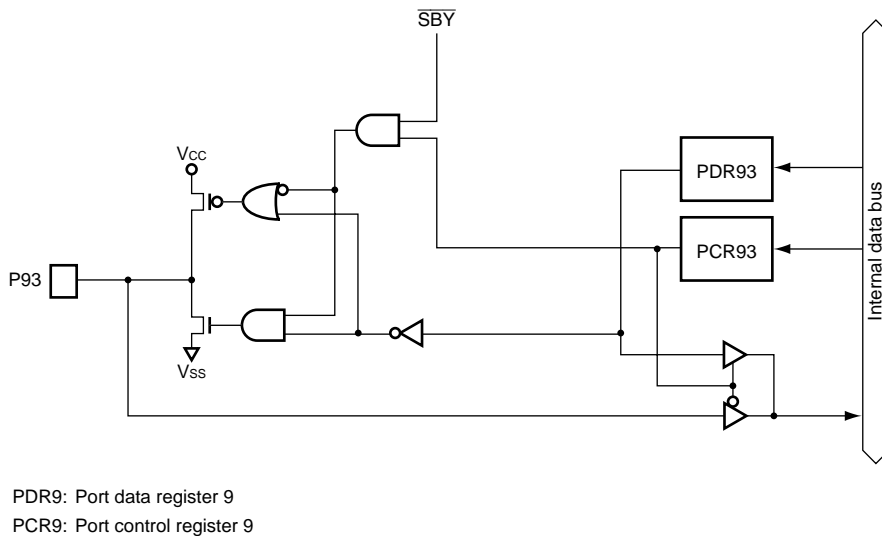 SBY
VCC
PDR93
PCR93
P93
VSS
Internal data bus
PDR9: Port data register 9
PCR9: Port control register 9